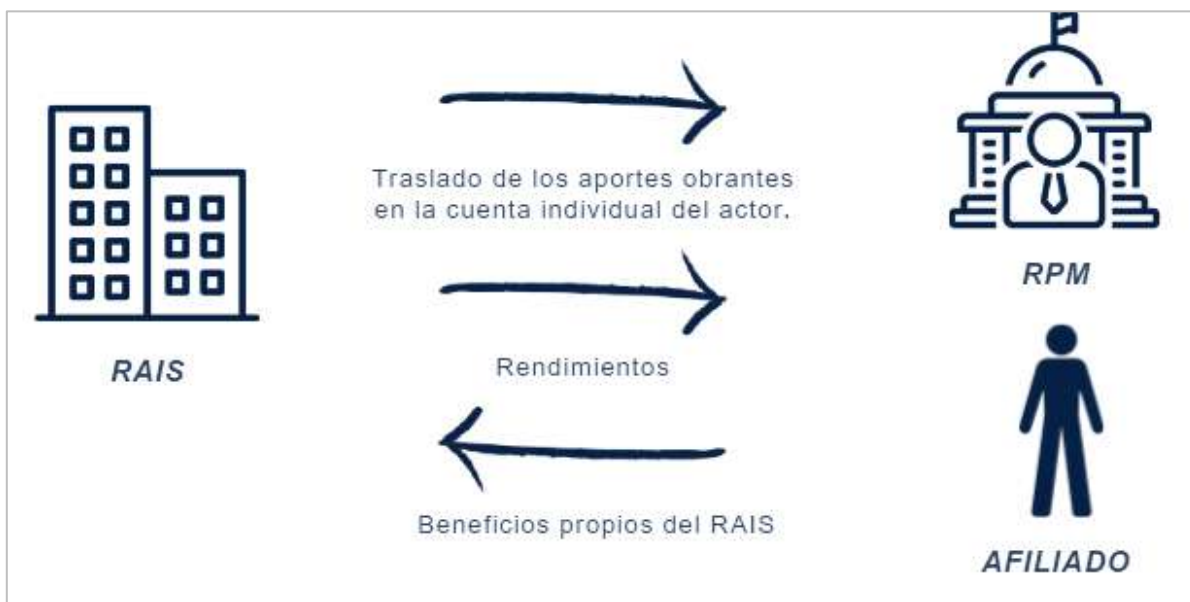 Traslado de los aportes obrantes
en la cuenta individual del actor.
RPM
RAIS
Rendimientos
Beneficios propios del RAIS
AFILIADO